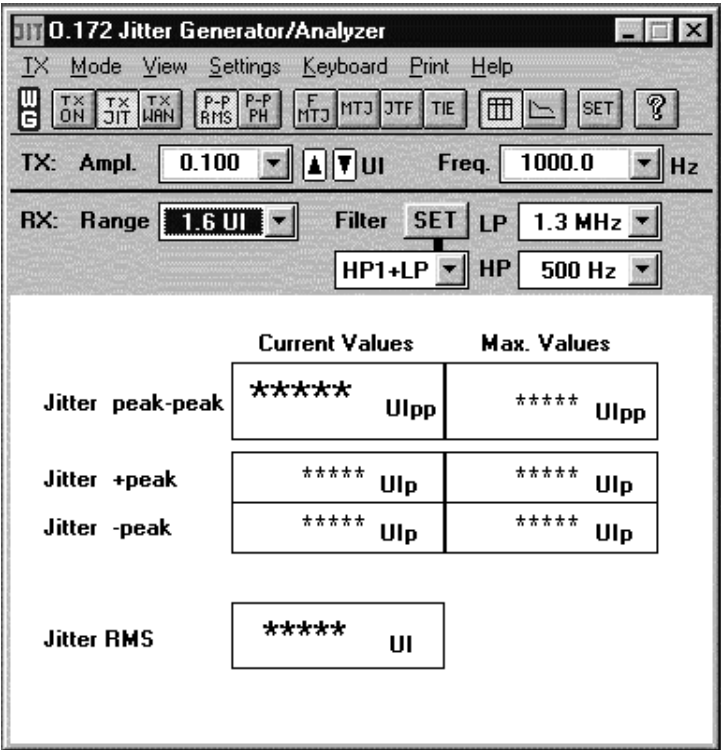 JIT O.172 Jitter Generator/Analyzer
TX Mode View Settings Keyboard Print Help
WG TX ON TX JIT TX WAN P-P RMS P-P PH F MTJ MTJ JTF TIE SET ?
TX: Ampl. 0.100 UI Freq. 1000.0 Hz
RX: Range 1.6 UI Filter SET LP 1.3 MHz
HP1+LP HP 500 Hz
Current Values Max. Values
Jitter peak-peak ***** UIpp ***** UIpp
Jitter +peak ***** UIp ***** UIp
Jitter -peak ***** UIp ***** UIp
Jitter RMS ***** UI